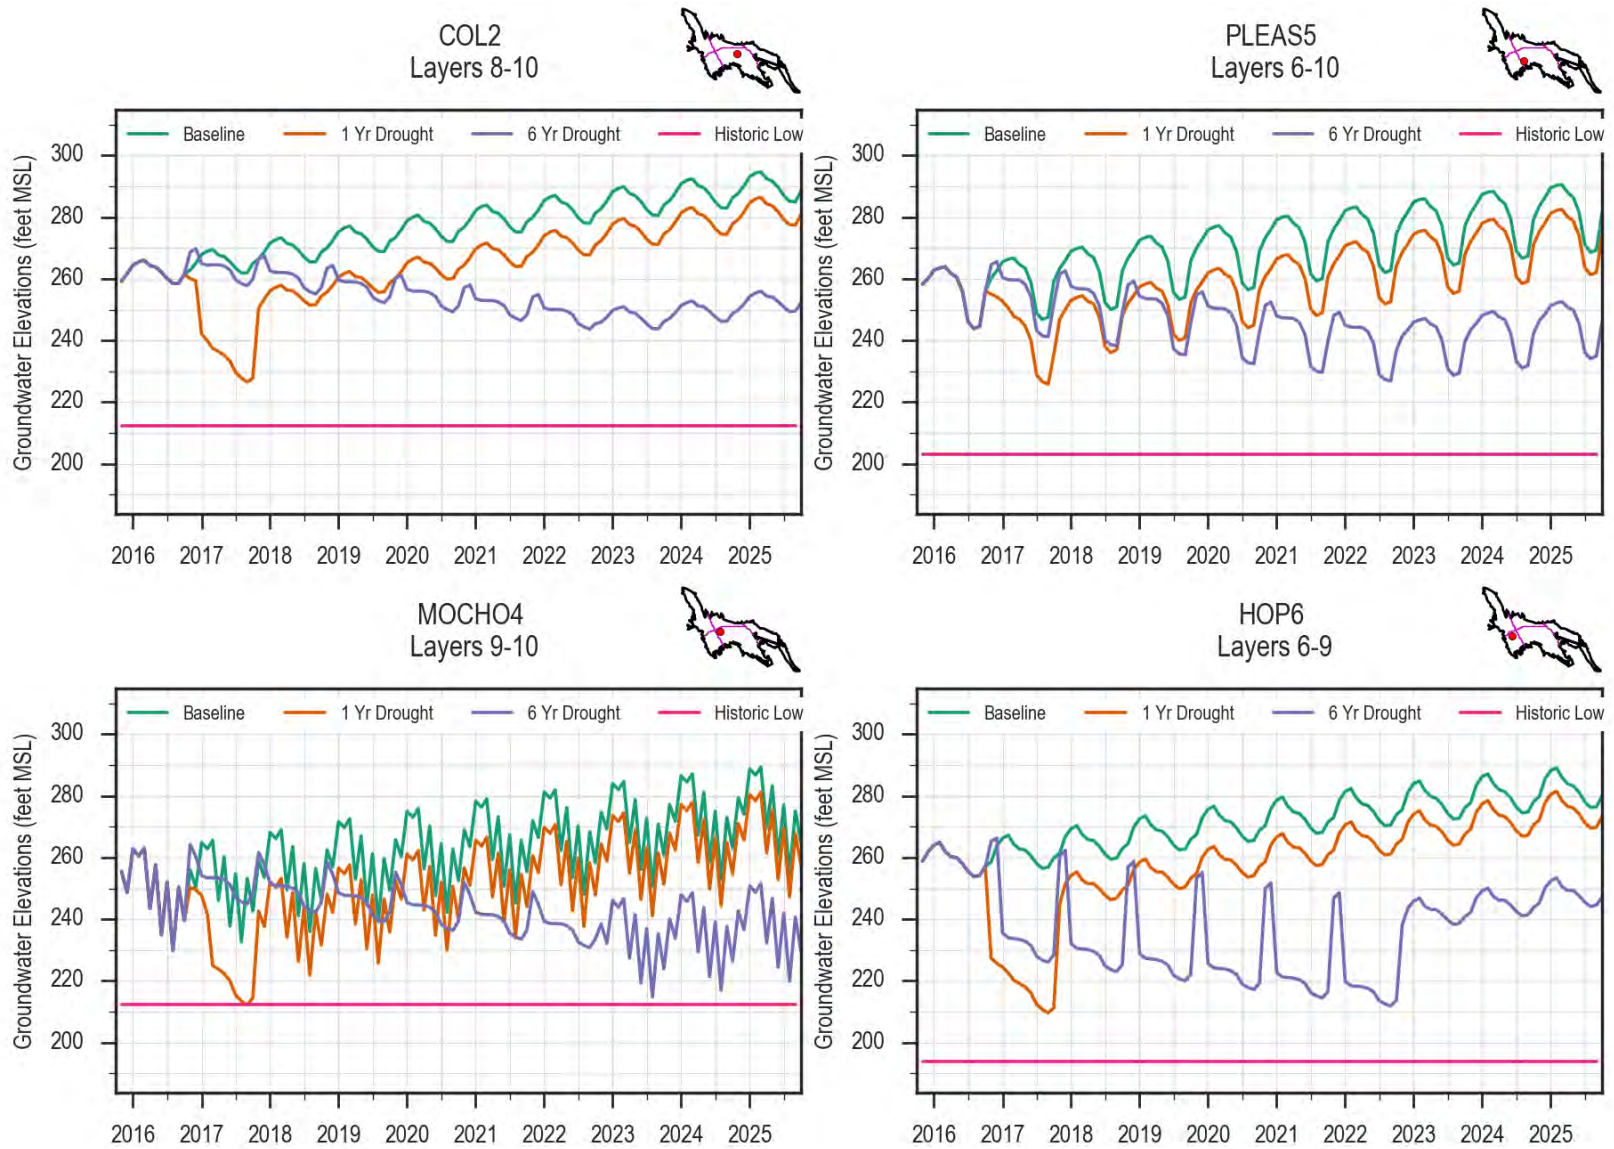 COL2
Layers 8-10
Baseline 1 Yr Drought 6 Yr Drought Historic Low
Groundwater Elevations (feet MSL)
300
280
260
240
220
200
2016 2017 2018 2019 2020 2021 2022 2023 2024 2025
PLEAS5
Layers 6-10
Baseline 1 Yr Drought 6 Yr Drought Historic Low
Groundwater Elevations (feet MSL)
300
280
260
240
220
200
2016 2017 2018 2019 2020 2021 2022 2023 2024 2025
MOCHO4
Layers 9-10
Baseline 1 Yr Drought 6 Yr Drought Historic Low
Groundwater Elevations (feet MSL)
300
280
260
240
220
200
2016 2017 2018 2019 2020 2021 2022 2023 2024 2025
HOP6
Layers 6-9
Baseline 1 Yr Drought 6 Yr Drought Historic Low
Groundwater Elevations (feet MSL)
300
280
260
240
220
200
2016 2017 2018 2019 2020 2021 2022 2023 2024 2025